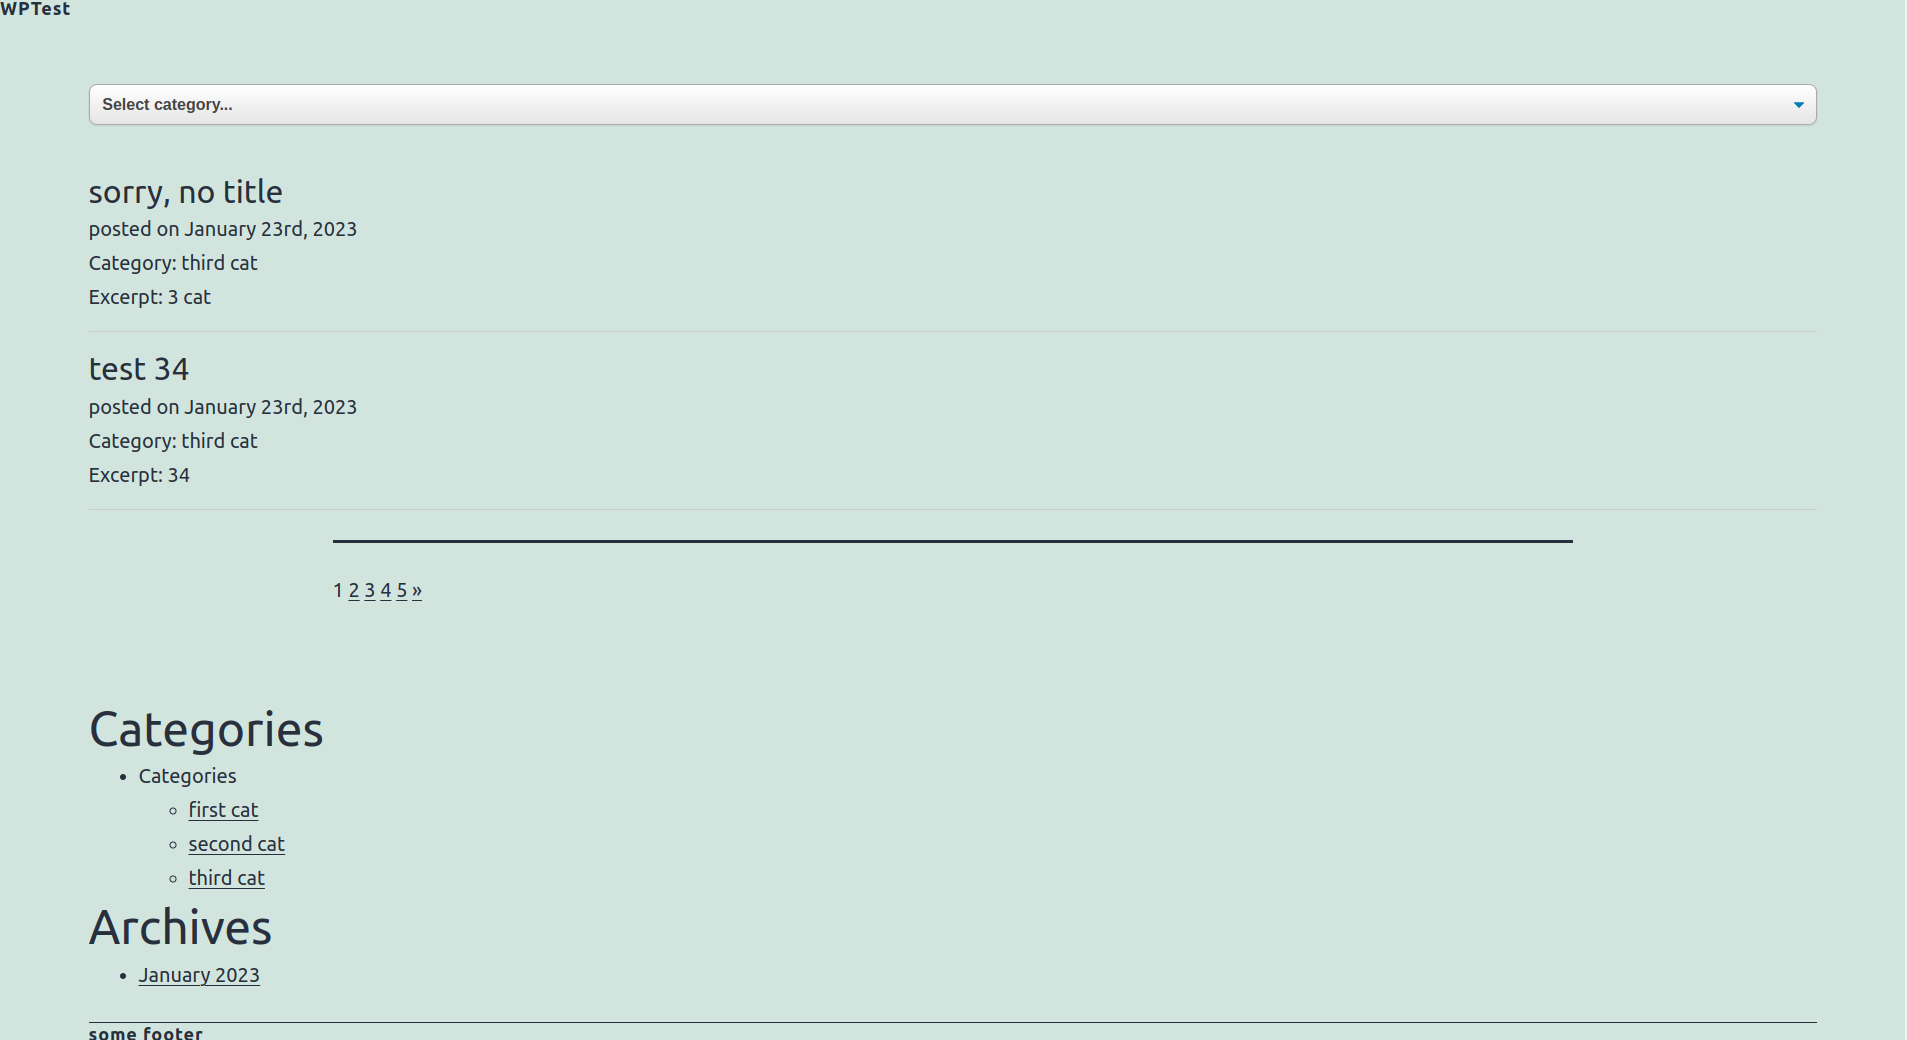 WPTest
Select category...
sorry, no title
posted on January 23rd, 2023
Category: third cat
Excerpt: 3 cat
test 34
posted on January 23rd, 2023
Category: third cat
Excerpt: 34
1 2 3 4 5 »
Categories
Categories
first cat
second cat
third cat
Archives
January 2023
some footer